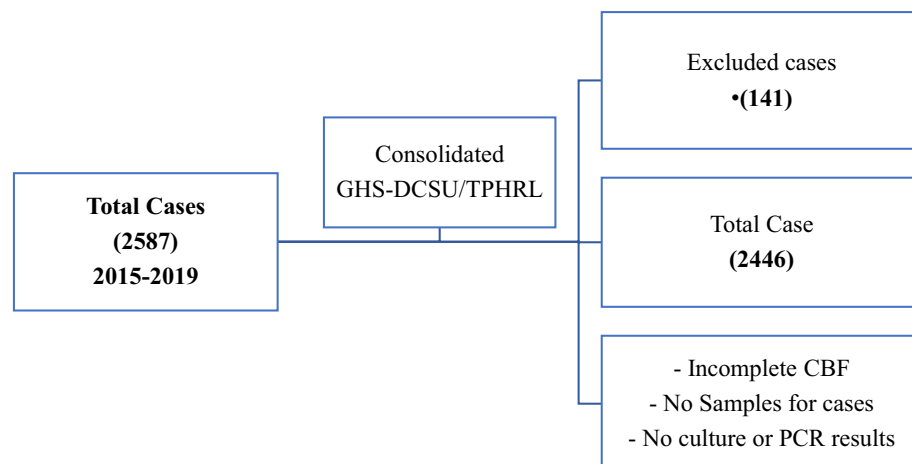 Total Cases
(2587)
2015-2019
Consolidated
GHS-DCSU/TPHRL
Excluded cases
•(141)
Total Case
(2446)
- Incomplete CBF
- No Samples for cases
- No culture or PCR results